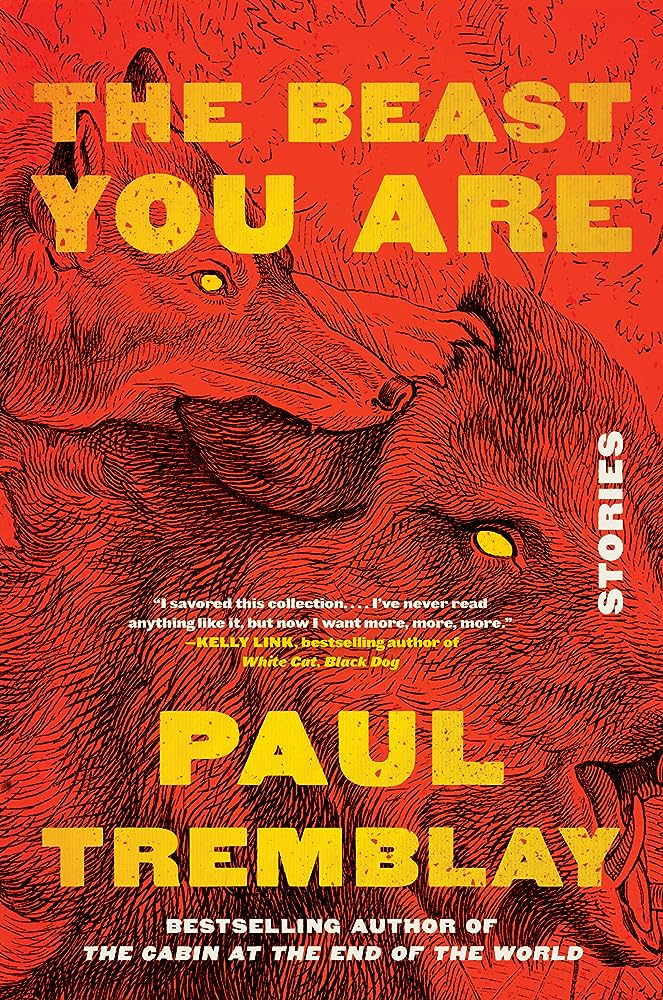 THE BEAST
YOU ARE
STORIES
“I savored this collection, . . . I’ve never read
anything like it, but now I want more, more, more.”
—KELLY LINK, bestselling author of
White Cat, Black Dog
PAUL
TREMBLAY
BESTSELLING AUTHOR OF
THE CABIN AT THE END OF THE WORLD